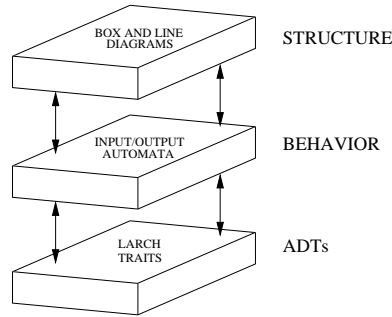 BOX AND LINE
DIAGRAMS
STRUCTURE
INPUT/OUTPUT
AUTOMATA
BEHAVIOR
LARCH
TRAITS
ADTs